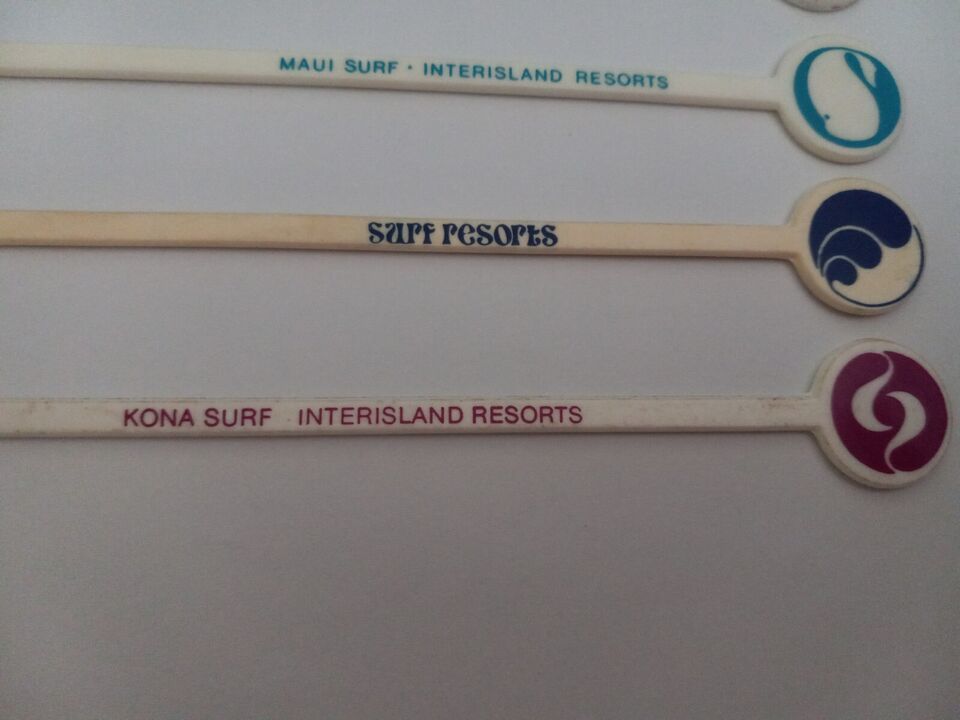 MAUI SURF · INTERISLAND RESORTS
surf resorts
KONA SURF · INTERISLAND RESORTS